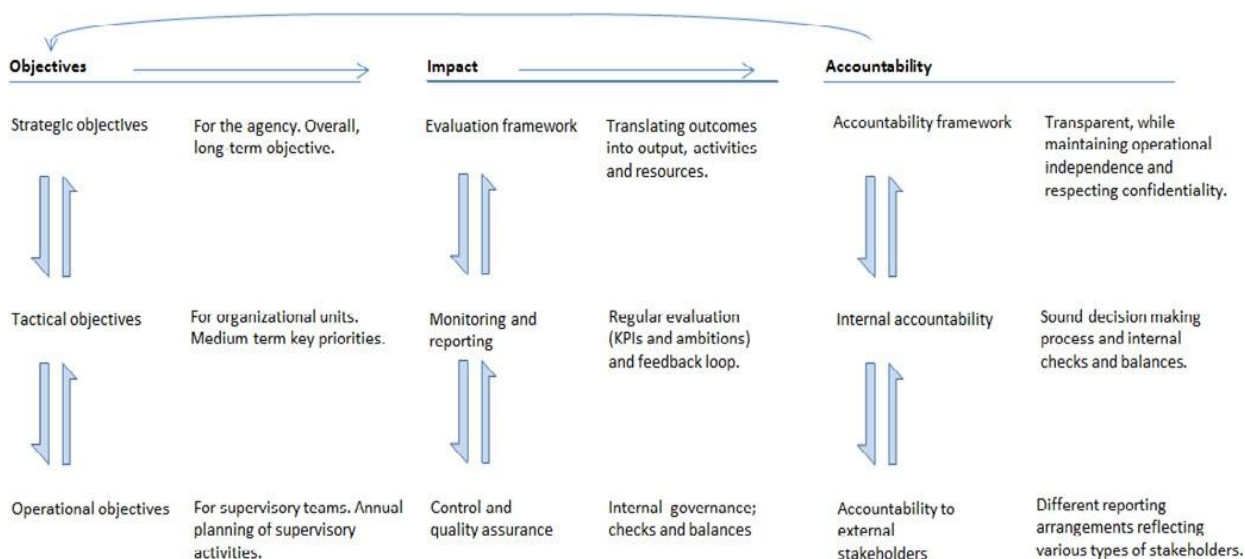 Objectives
Impact
Accountability
Strategic objectives
For the agency. Overall,
long-term objective.
Evaluation framework
Translating outcomes
into output, activities
and resources.
Accountability framework
Transparent, while
maintaining operational
independence and
respecting confidentiality.
Tactical objectives
For organizational units.
Medium term key priorities.
Monitoring and
reporting
Regular evaluation
(KPIs and ambitions)
and feedback loop.
Internal accountability
Sound decision making
process and internal
checks and balances.
Operational objectives
For supervisory teams. Annual
planning of supervisory
activities.
Control and
quality assurance
Internal governance;
checks and balances
Accountability to
external
stakeholders
Different reporting
arrangements reflecting
various types of stakeholders.